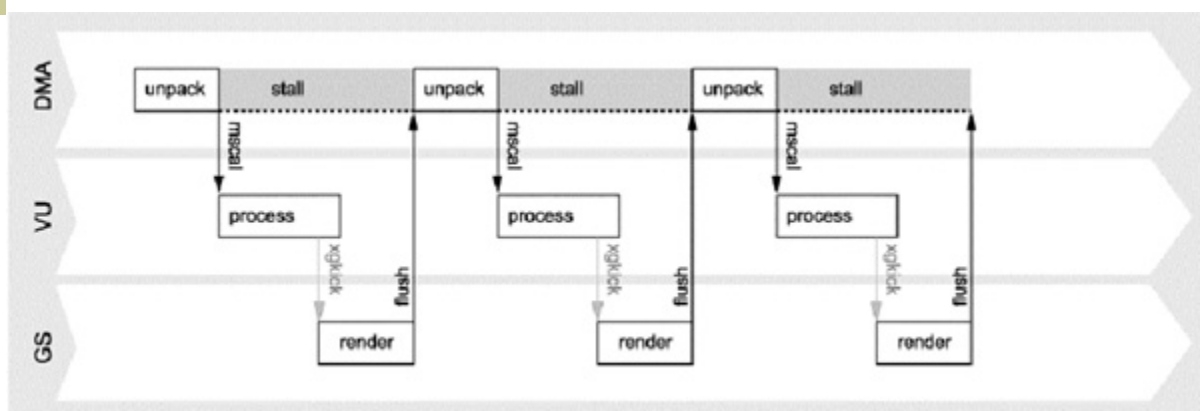 DMA
unpack stall unpack stall unpack stall
mscal mscal mscal
VU
process process process
xgkick flush xgkick flush xgkick flush
GS
render render render